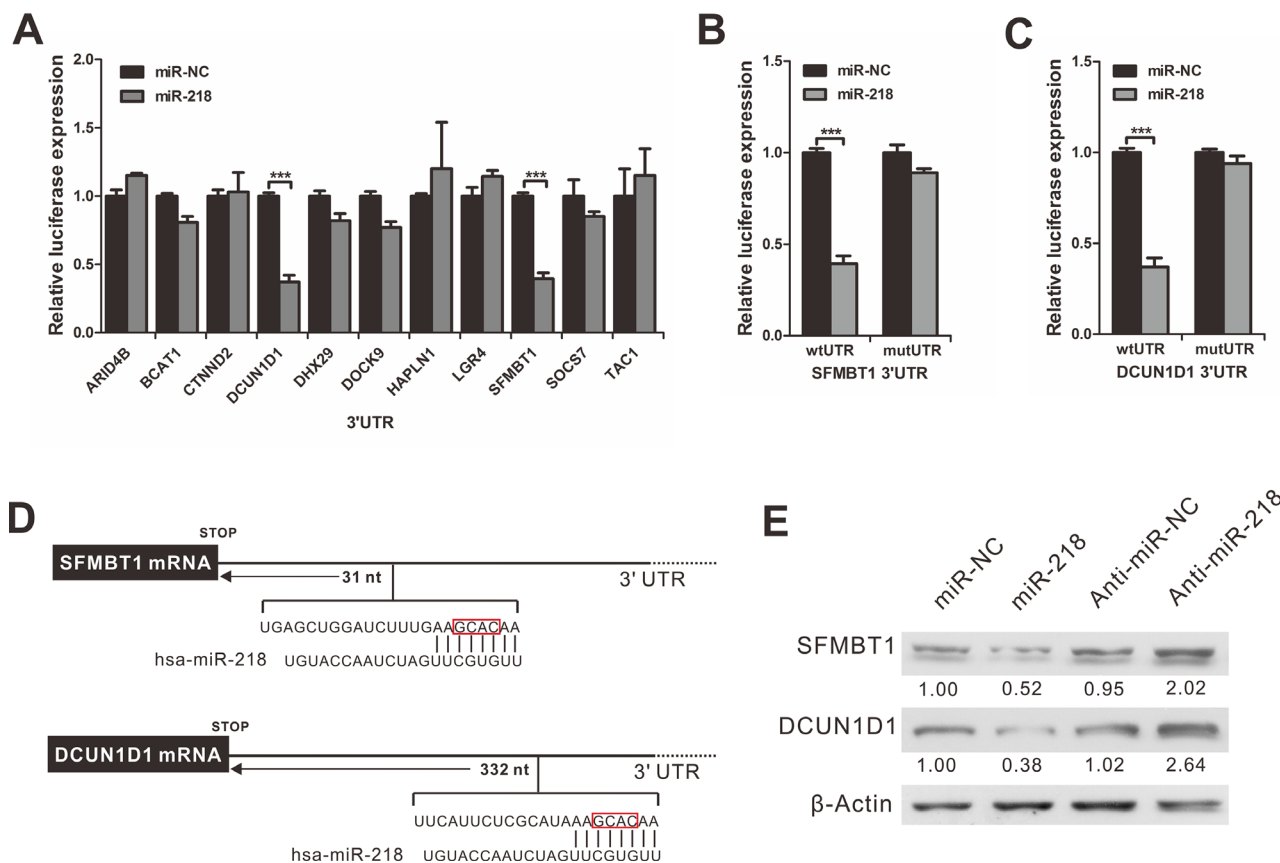 A
Relative luciferase expression
2.0
1.5
1.0
0.5
0.0
miR-NC
miR-218
***
***
ARID4B
BCAT1
CTNND2
DCUN1D1
DHX29
DOCK9
HAPLN1
LGR4
SFMBT1
SOCS7
TAC1
3'UTR
B
Relative luciferase expression
1.5
1.0
0.5
0.0
miR-NC
miR-218
***
wtUTR mutUTR
SFMBT1 3'UTR
C
Relative luciferase expression
1.5
1.0
0.5
0.0
miR-NC
miR-218
***
wtUTR mutUTR
DCUN1D1 3'UTR
D
STOP
SFMBT1 mRNA
31 nt
3' UTR
UGAGCUGGAUCUUUGAAGCACAA
hsa-miR-218 UGUACCAAUCUAGUUCGUGUU
STOP
DCUN1D1 mRNA
332 nt
3' UTR
UUCAUUCUCGCAUAAAGCACAA
hsa-miR-218 UGUACCAAUCUAGUUCGUGUU
E
miR-NC
miR-218
Anti-miR-NC
Anti-miR-218
SFMBT1
1.00 0.52 0.95 2.02
DCUN1D1
1.00 0.38 1.02 2.64
β-Actin